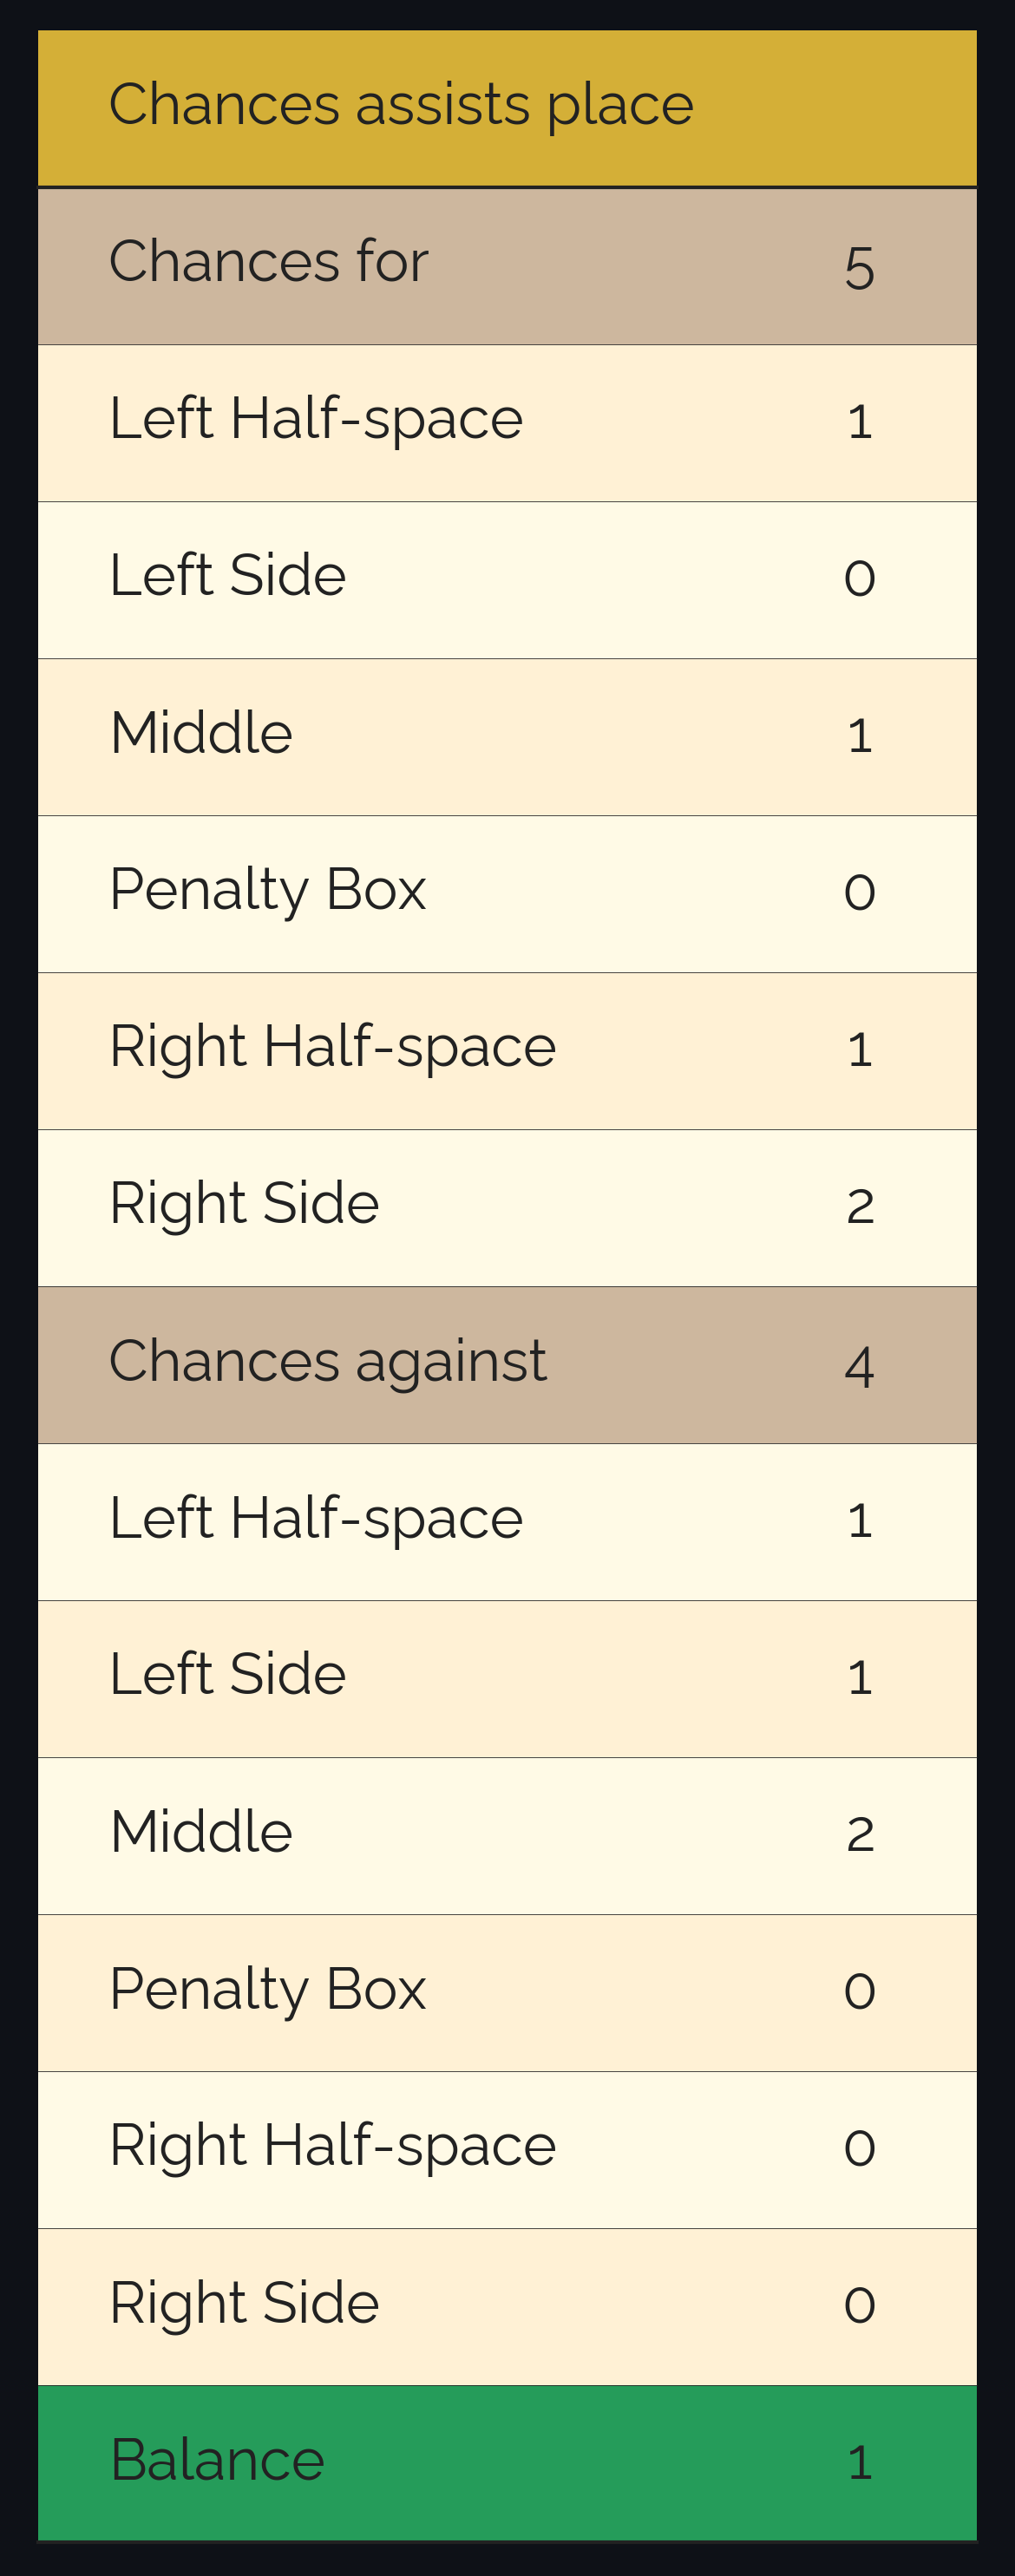 Chances assists place
Chances for 5
Left Half-space 1
Left Side 0
Middle 1
Penalty Box 0
Right Half-space 1
Right Side 2
Chances against 4
Left Half-space 1
Left Side 1
Middle 2
Penalty Box 0
Right Half-space 0
Right Side 0
Balance 1